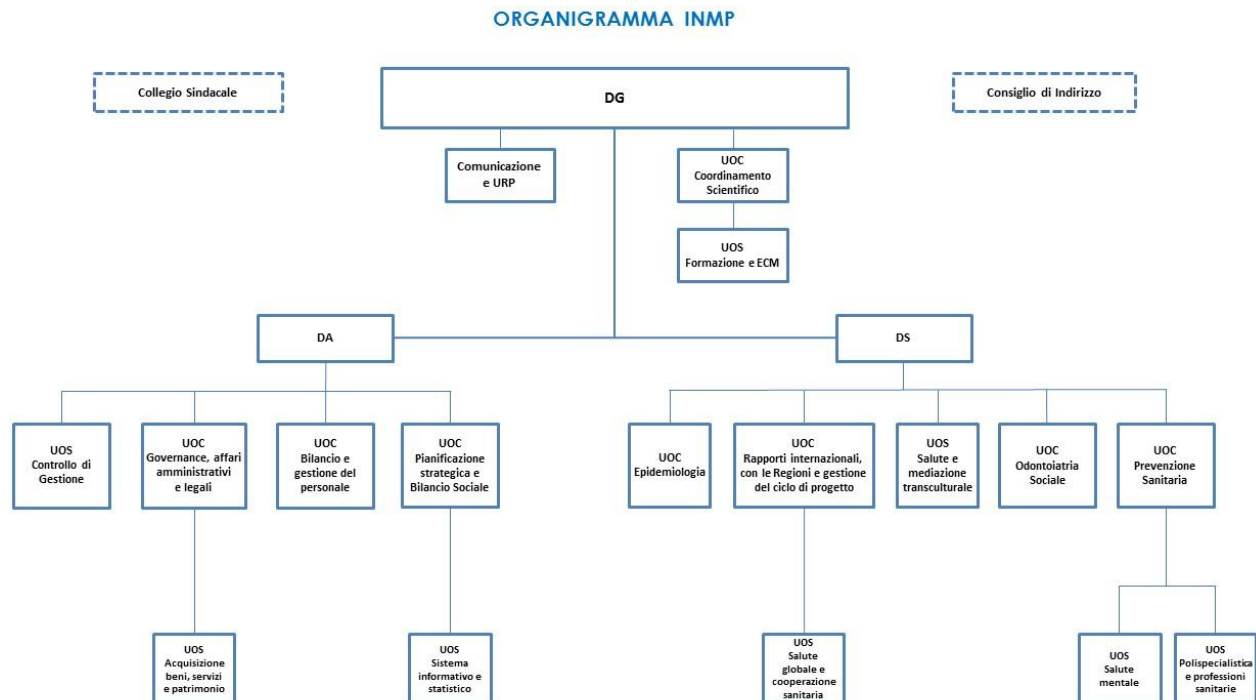 ORGANIGRAMMA INMP
Collegio Sindacale
DG
Consiglio di Indirizzo
Comunicazione
e URP
UOC
Coordinamento
Scientifico
UOS
Formazione e ECM
DA
DS
UOS
Controllo di
Gestione
UOC
Governance, affari
amministrativi
e legali
UOC
Bilancio e
gestione del
personale
UOC
Pianificazione
strategica e
Bilancio Sociale
UOC
Epidemiologia
UOC
Rapporti internazionali,
con le Regioni e gestione
del ciclo di progetto
UOS
Salute e
mediazione
transculturale
UOC
Odontoiatria
Sociale
UOC
Prevenzione
Sanitaria
UOS
Acquisizione
beni, servizi
e patrimonio
UOS
Sistema
informativo e
statistico
UOS
Salute
globale e
cooperazione
sanitaria
UOS
Salute
mentale
UOS
Polispecialistica
e professioni
sanitarie